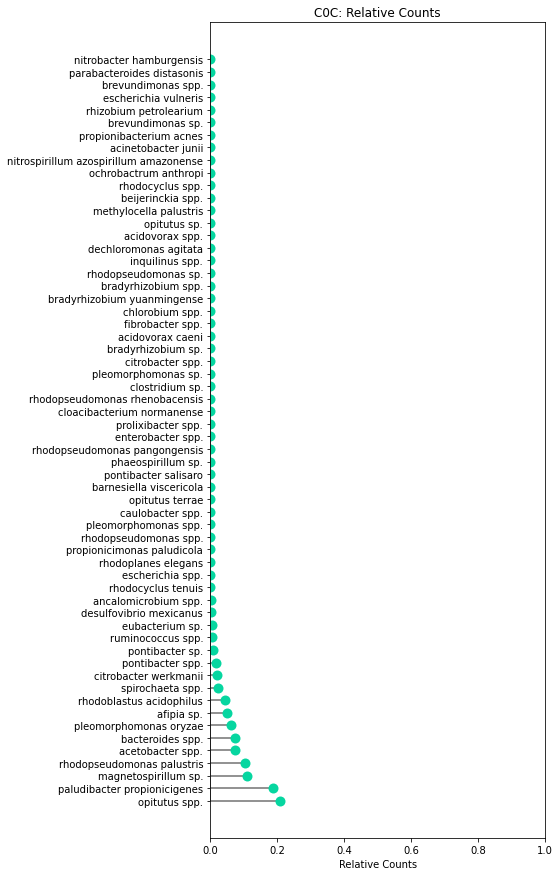 C0C: Relative Counts
nitrobacter hamburgensis
parabacteroides distasonis
brevundimonas spp.
escherichia vulneris
rhizobium petrolearium
brevundimonas sp.
propionibacterium acnes
acinetobacter junii
nitrospirillum azospirillum amazonense
ochrobactrum anthropi
rhodocyclus spp.
beijerinckia spp.
methylocella palustris
opitutus sp.
acidovorax spp.
dechloromonas agitata
inquilinus spp.
rhodopseudomonas sp.
bradyrhizobium spp.
bradyrhizobium yuanmingense
chlorobium spp.
fibrobacter spp.
acidovorax caeni
bradyrhizobium sp.
citrobacter spp.
pleomorphomonas sp.
clostridium sp.
rhodopseudomonas rhenobacensis
cloacibacterium normanense
prolixibacter spp.
enterobacter spp.
rhodopseudomonas pangongensis
phaespirillum sp.
pontibacter salisaro
barnesiella viscericola
opitutus terrae
caulobacter spp.
pleomorphomonas spp.
rhodopseudomonas spp.
propionicimonas paludicola
rhodoplanes elegans
escherichia spp.
rhodocyclus tenuis
ancalomicrobium spp.
desulfovibrio mexicanus
eubacterium sp.
ruminococcus spp.
pontibacter sp.
pontibacter spp.
citrobacter werkmanii
spirochaeta spp.
rhodoblastus acidophilus
afipia sp.
pleomorphomonas oryzae
bacteroides spp.
acetobacter spp.
rhodopseudomonas palustris
magnetospirillum sp.
paludibacter propionicigenes
opitutus spp.
0.0 0.2 0.4 0.6 0.8 1.0
Relative Counts